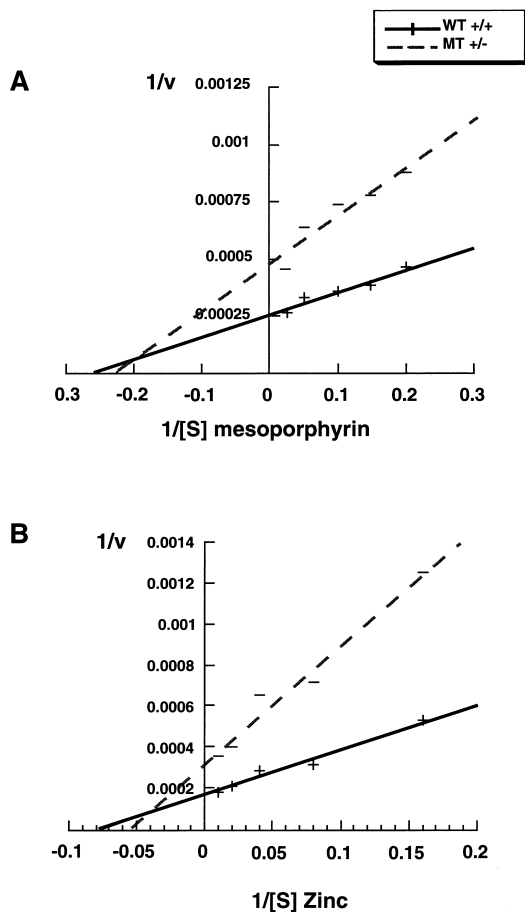 WT +/+
MT +/-
A
1/v
0.00125
0.001
0.00075
0.0005
0.00025
0.3 -0.2 -0.1 0 0.1 0.2 0.3
1/[S] mesoporphyrin
B
1/v
0.0014
0.0012
0.001
0.0008
0.0006
0.0004
0.0002
-0.1 -0.05 0 0.05 0.1 0.15 0.2
1/[S] Zinc